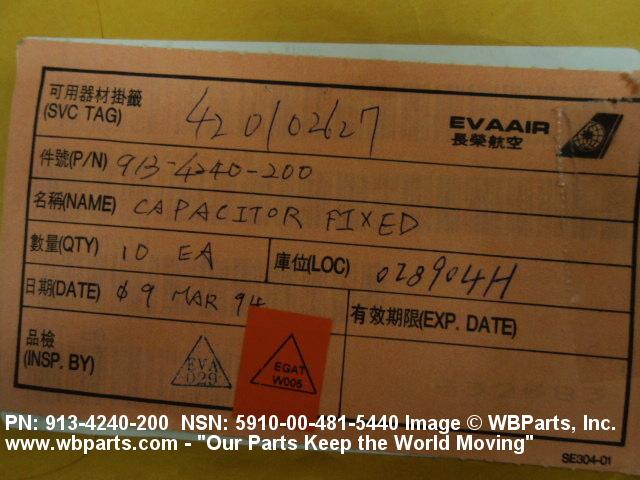 可用器材掛籤
(SVC TAG) 420102627
EVAAIR
長榮航空
件號(P/N) 913-4240-200
名稱(NAME) CAPACITOR FIXED
數量(QTY) 10 EA 庫位(LOC) 028904H
日期(DATE) 09 MAR 94 有效期限(EXP. DATE)
品檢
(INSP. BY)
EVA
029
EGAT
W005
PN: 913-4240-200 NSN: 5910-00-481-5440 Image © WBParts, Inc.
www.wbparts.com - "Our Parts Keep the World Moving"
SE304-01